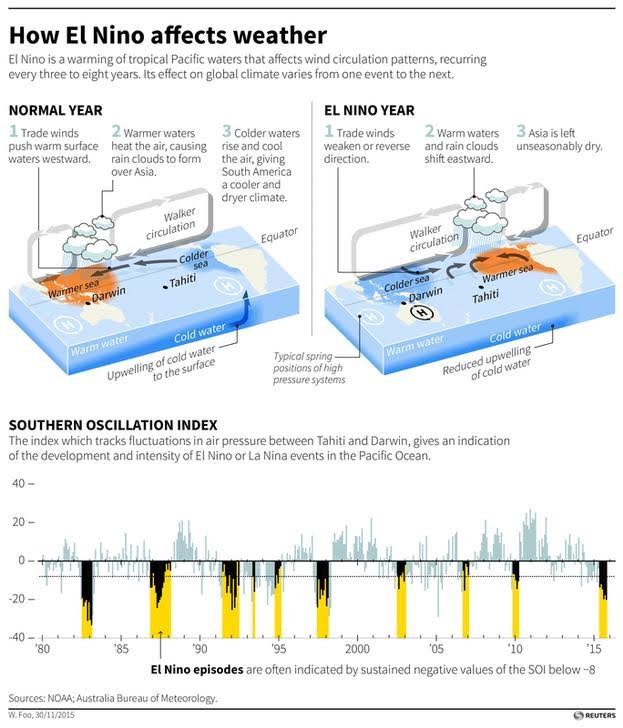 How El Nino affects weather
El Nino is a warming of tropical Pacific waters that affects wind circulation patterns, recurring
every three to eight years. Its effect on global climate varies from one event to the next.
NORMAL YEAR
1 Trade winds
push warm surface
waters westward.
2 Warmer waters
heat the air, causing
rain clouds to form
over Asia.
3 Colder waters
rise and cool
the air, giving
South America
a cooler and
dryer climate.
Walker
circulation
Equator
Colder
sea
Warmer sea
Darwin
Tahiti
H
Warm water
Cold water
Upwelling of cold water
to the surface
EL NINO YEAR
1 Trade winds
weaken or reverse
direction.
2 Warm waters
and rain clouds
shift eastward.
3 Asia is left
unseasonably dry.
Walker
circulation
Equator
Colder sea
Warmer sea
Darwin
Tahiti
H
H
H
Warm water
Cold water
Typical spring
positions of high
pressure systems
Reduced upwelling
of cold water
SOUTHERN OSCILLATION INDEX
The index which tracks fluctuations in air pressure between Tahiti and Darwin, gives an indication
of the development and intensity of El Nino or La Nina events in the Pacific Ocean.
40
20
0
-20
-40
'80 '85 '90 '95 2000 '05 '10 '15
El Nino episodes are often indicated by sustained negative values of the SOI below −8
Sources: NOAA; Australia Bureau of Meteorology.
W. Foo, 30/11/2015
REUTERS